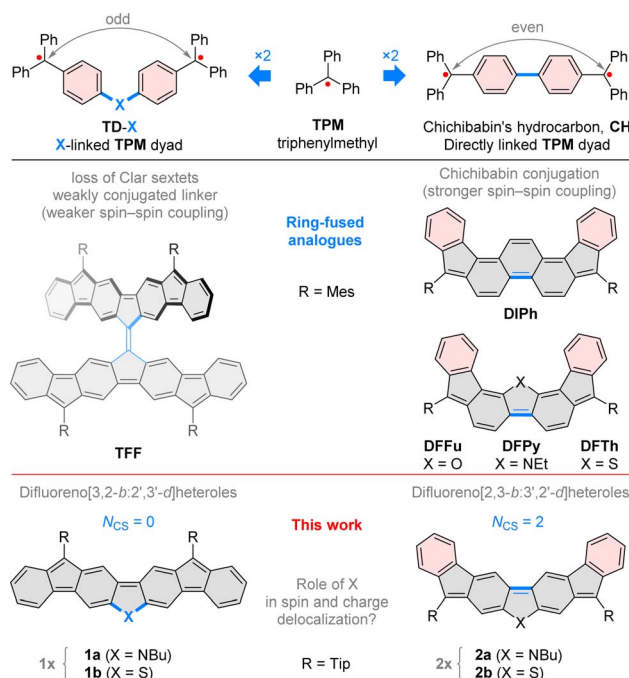 odd
even
Ph
Ph
Ph
Ph
×2
Ph
Ph
Ph
×2
Ph
Ph
Ph
Ph
X
TD-X
X-linked TPM dyad
TPM
triphenylmethyl
Chichibabin's hydrocarbon, CH
Directly linked TPM dyad
loss of Clar sextets
weakly conjugated linker
(weaker spin–spin coupling)
Ring-fused
analogues
R = Mes
Chichibabin conjugation
(stronger spin–spin coupling)
R
R
R
R
TFF
R
R
DIPh
X
R
R
DFFu DFPy DFTh
X = O X = NEt X = S
Difluoreno[3,2-b:2',3'-d]heteroles
NCS = 0
This work
Difluoreno[2,3-b:3',2'-d]heteroles
NCS = 2
R
R
X
Role of X
in spin and charge
delocalization?
R
R
X
1x { 1a (X = NBu)
1b (X = S)
R = Tip
2x { 2a (X = NBu)
2b (X = S)